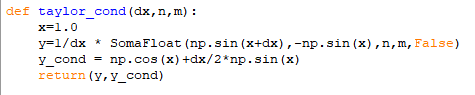 def taylor_cond(dx,n,m):
x=1.0
y=1/dx * SomaFloat(np.sin(x+dx),-np.sin(x),n,m,False)
y_cond = np.cos(x)+dx/2*np.sin(x)
return(y,y_cond)